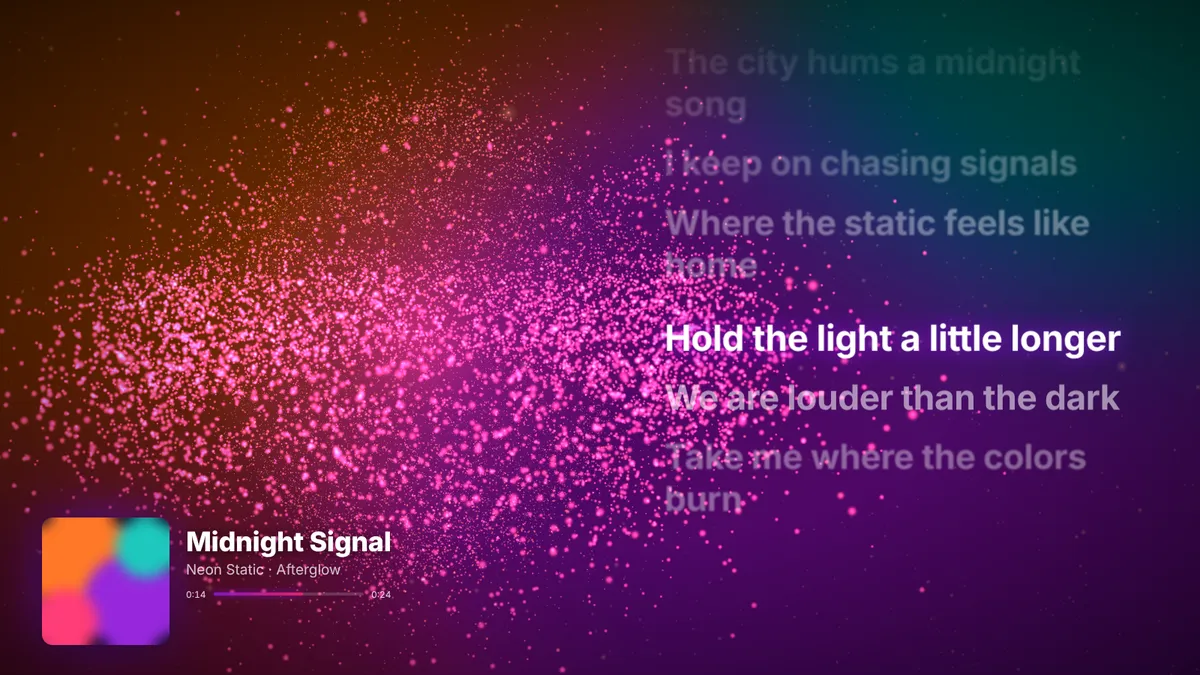 The city hums a midnight
song
I keep on chasing signals
Where the static feels like
home
Hold the light a little longer
We are louder than the dark
Take me where the colors
burn
Midnight Signal
Neon Static · Afterglow
0:14
0:24